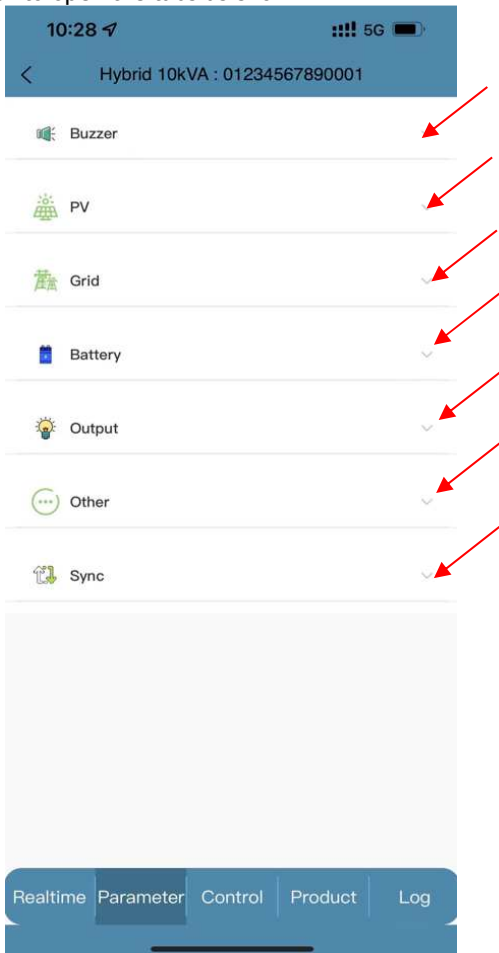 10:28 5G
Hybrid 10kVA : 01234567890001
Buzzer
PV
Grid
Battery
Output
Other
Sync
Realtime Parameter Control Product Log